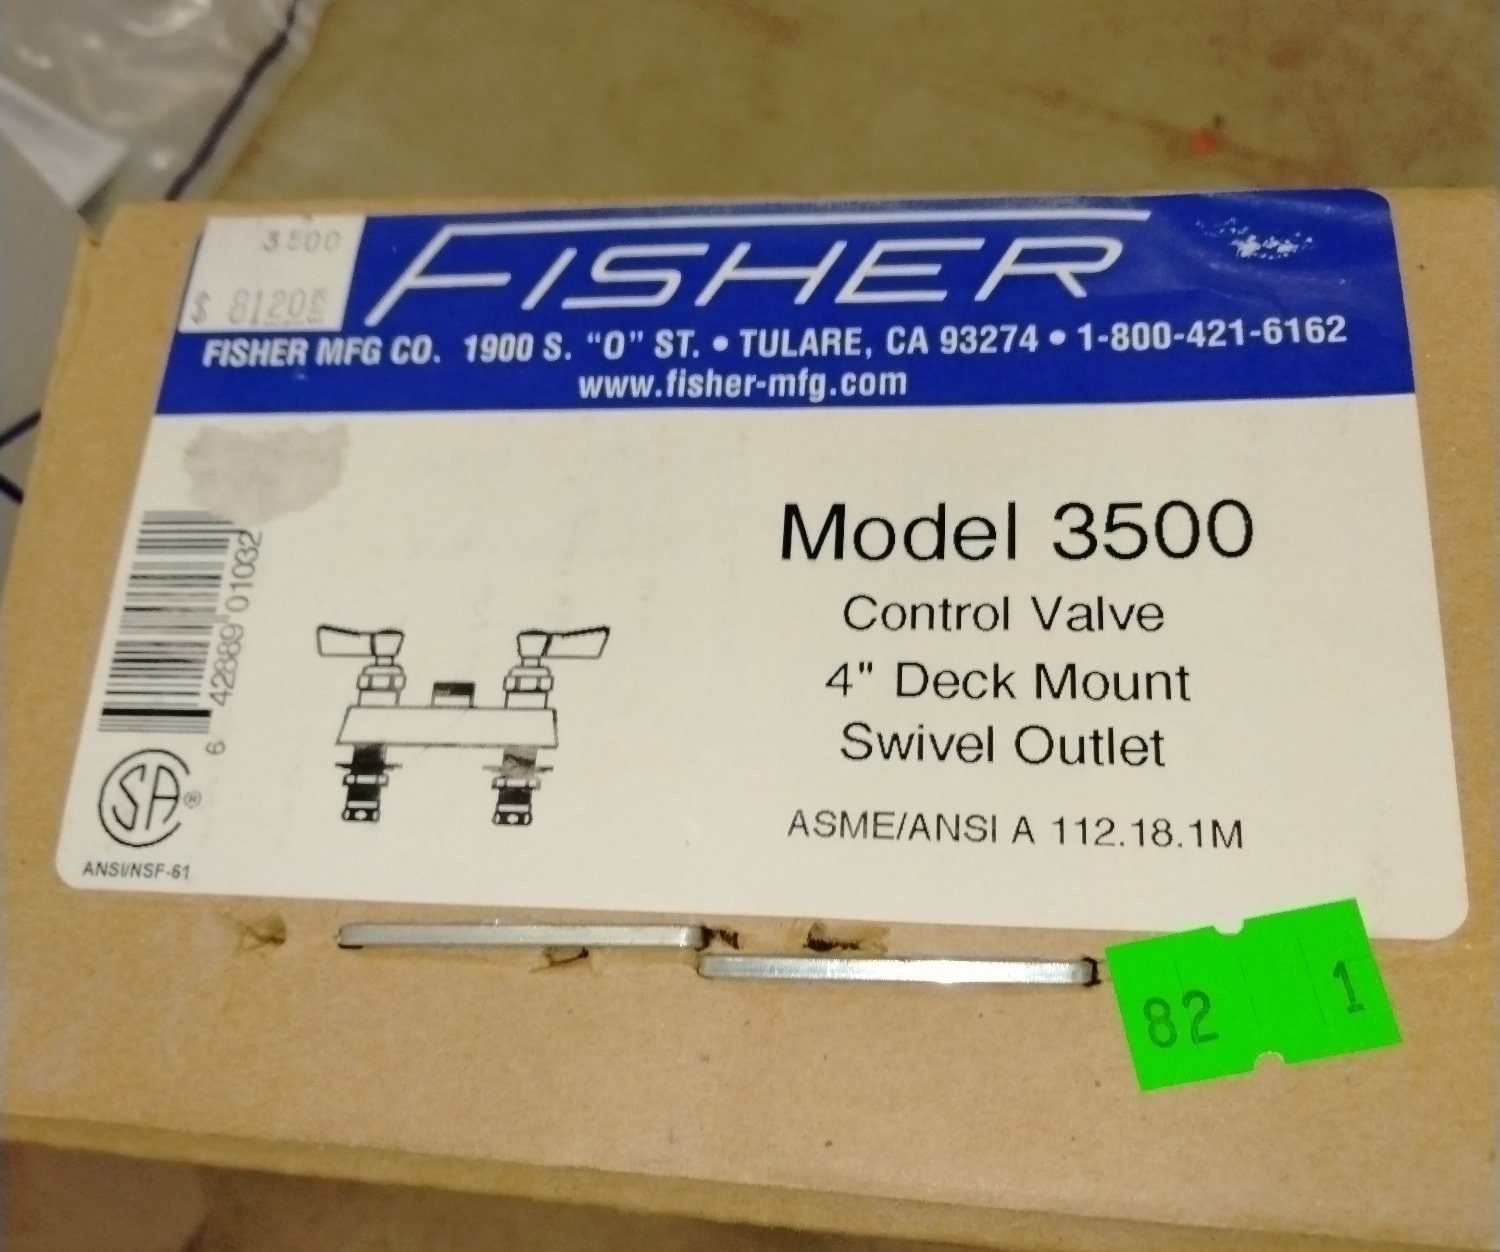 3500
$ 8120
FISHER
FISHER MFG CO. 1900 S. "O" ST. • TULARE, CA 93274 • 1-800-421-6162
www.fisher-mfg.com
Model 3500
Control Valve
4" Deck Mount
Swivel Outlet
ASME/ANSI A 112.18.1M
6 42889 01032
SA®
ANSI/NSF-61
82 1